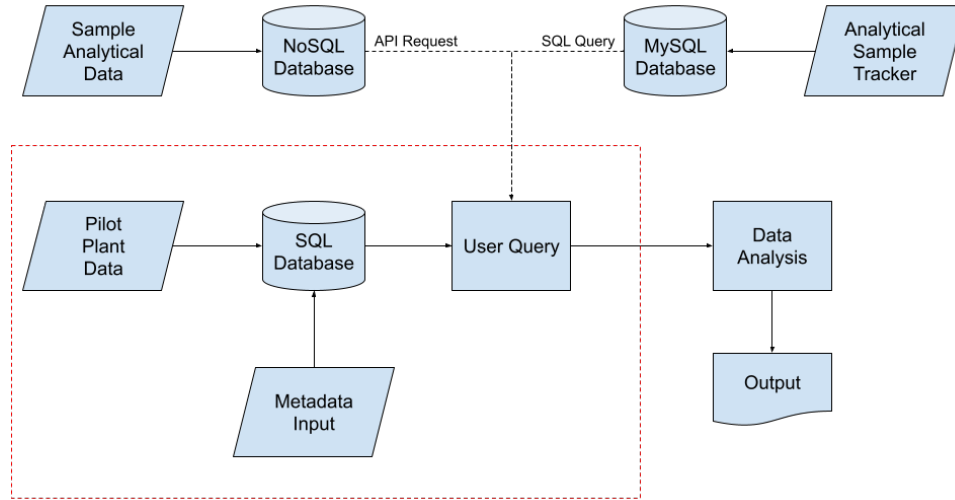 Sample
Analytical
Data
NoSQL
Database
API Request
SQL Query
MySQL
Database
Analytical
Sample
Tracker
Pilot
Plant
Data
SQL
Database
User Query
Data
Analysis
Metadata
Input
Output